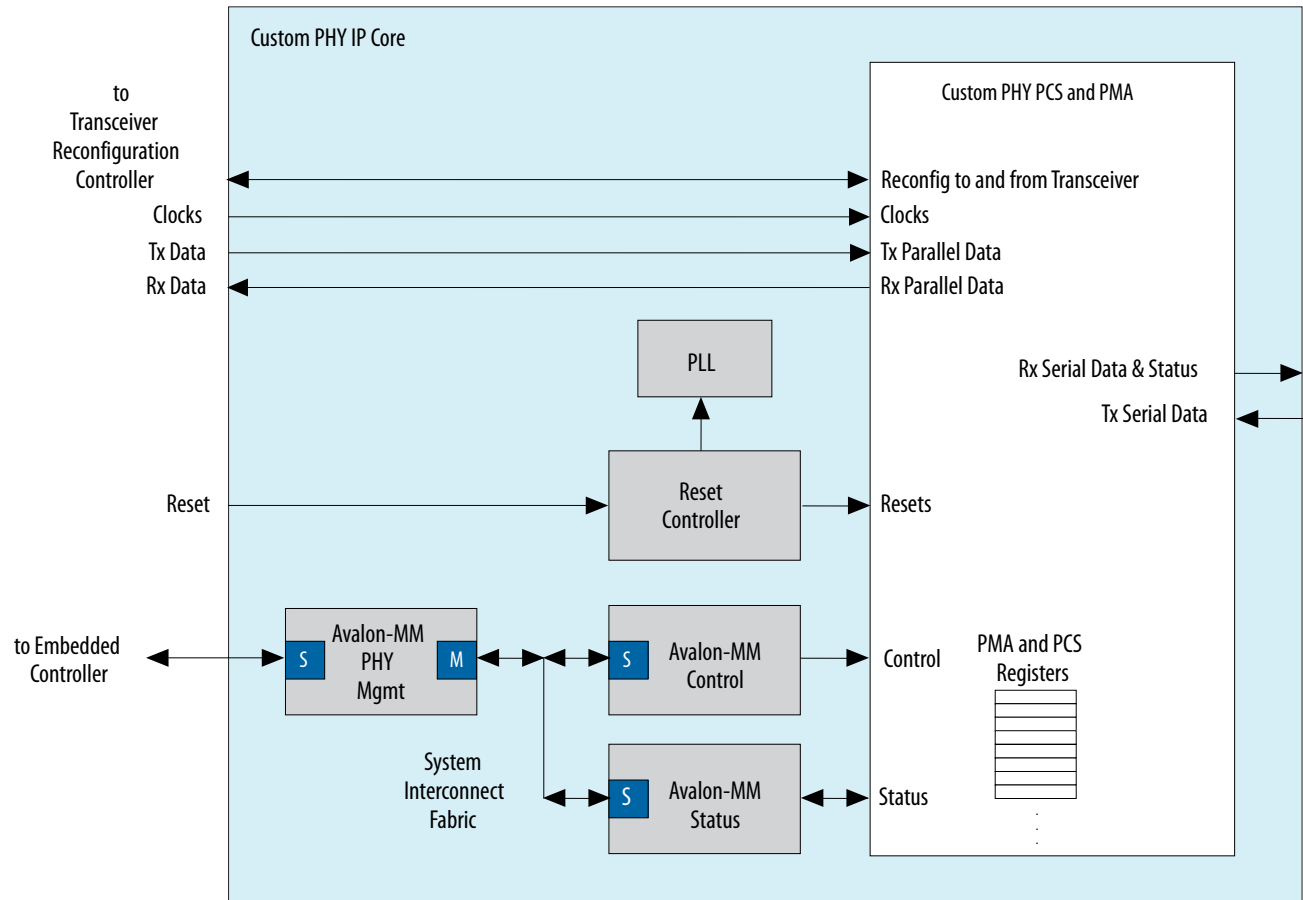 Custom PHY IP Core
Custom PHY PCS and PMA
to
Transceiver
Reconfiguration
Controller
Reconfig to and from Transceiver
Clocks
Clocks
Tx Data
Tx Parallel Data
Rx Data
Rx Parallel Data
PLL
Rx Serial Data & Status
Tx Serial Data
Reset
Reset
Controller
Resets
to Embedded
Controller
S
Avalon-MM
PHY
Mgmt
M
S
Avalon-MM
Control
Control
PMA and PCS
Registers
System
Interconnect
Fabric
S
Avalon-MM
Status
Status
.
.
.